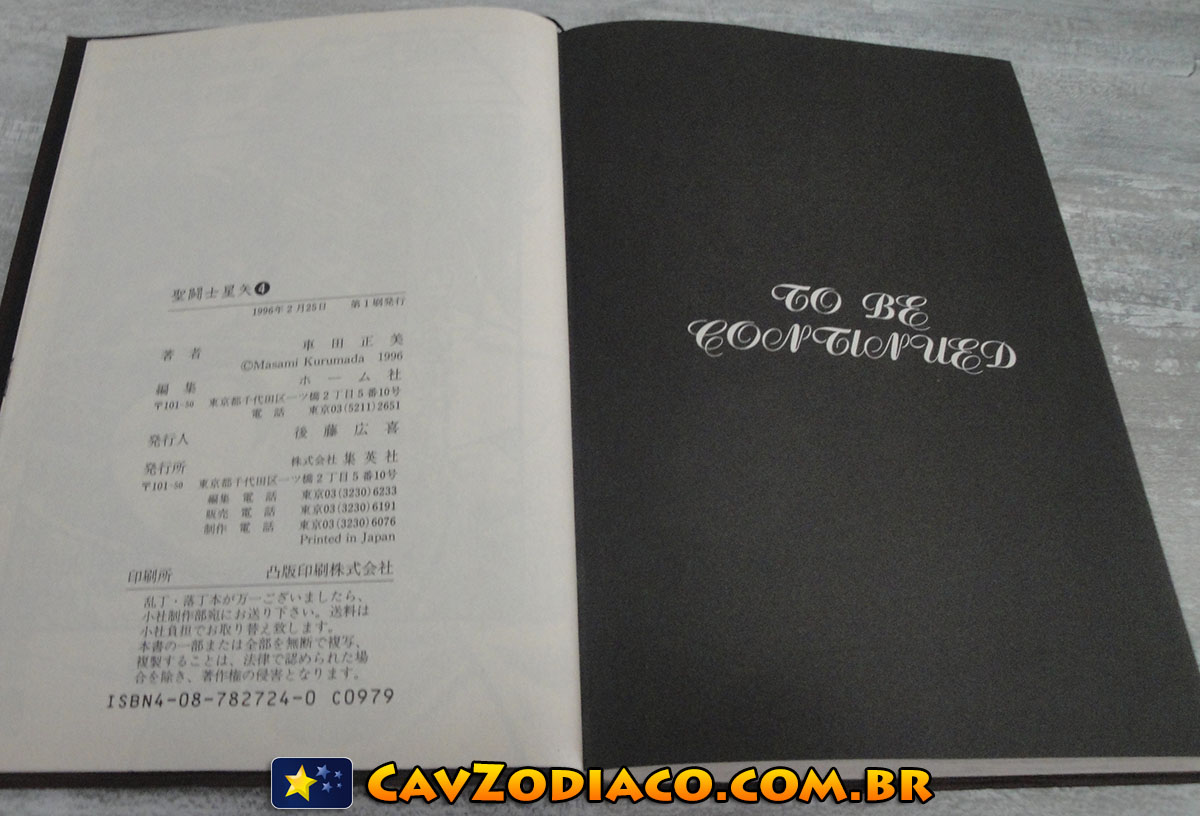 聖闘士星矢❹
1996年2月25日 第1刷発行
著者 車田正美
©Masami Kurumada 1996
編集 ホーム社
〒101-50 東京都千代田区一ツ橋2丁目5番10号
電話 東京03(5211)2651
発行人 後藤広喜
発行所 株式会社 集英社
〒101-50 東京都千代田区一ツ橋2丁目5番10号
編集 電話 東京03(3230)6233
販売 電話 東京03(3230)6191
制作 電話 東京03(3230)6076
Printed in Japan
印刷所 凸版印刷株式会社
乱丁・落丁本が万一ございましたら、
小社制作部宛にお送り下さい。送料は
小社負担でお取り替え致します。
本書の一部または全部を無断で複写、
複製することは、法律で認められた場
合を除き、著作権の侵害となります。
ISBN4-08-782724-0 C0979
TO BE
CONTINUED
CAVZODIACO.COM.BR